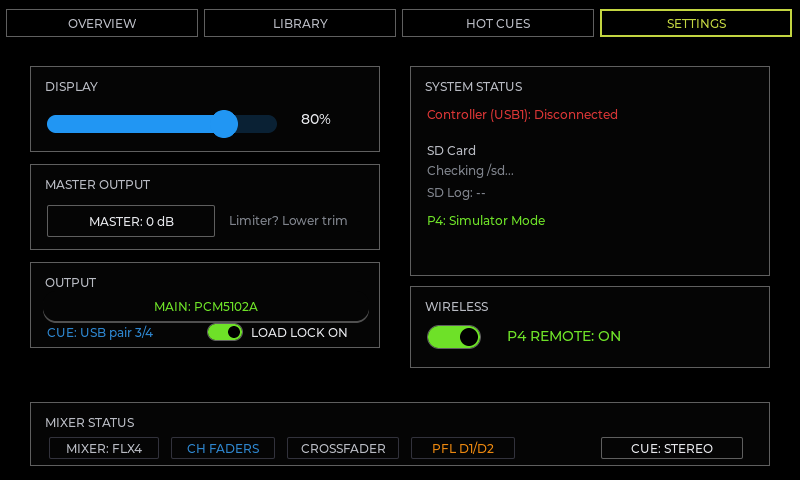 OVERVIEW
LIBRARY
HOT CUES
SETTINGS
DISPLAY
80%
MASTER OUTPUT
MASTER: 0 dB
Limiter? Lower trim
OUTPUT
MAIN: PCM5102A
CUE: USB pair 3/4
LOAD LOCK ON
SYSTEM STATUS
Controller (USB1): Disconnected
SD Card
Checking /sd...
SD Log: --
P4: Simulator Mode
WIRELESS
P4 REMOTE: ON
MIXER STATUS
MIXER: FLX4
CH FADERS
CROSSFADER
PFL D1/D2
CUE: STEREO